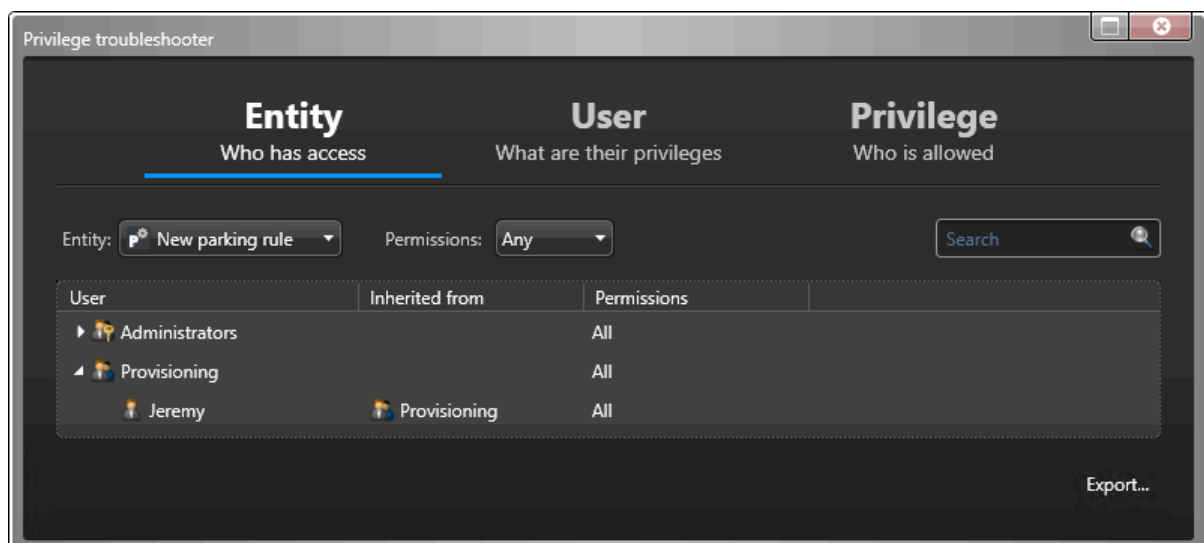 Privilege troubleshooter
Entity User Privilege
Who has access What are their privileges Who is allowed
Entity: New parking rule Permissions: Any Search
User Inherited from Permissions
Administrators All
Provisioning All
Jeremy Provisioning All
Export...